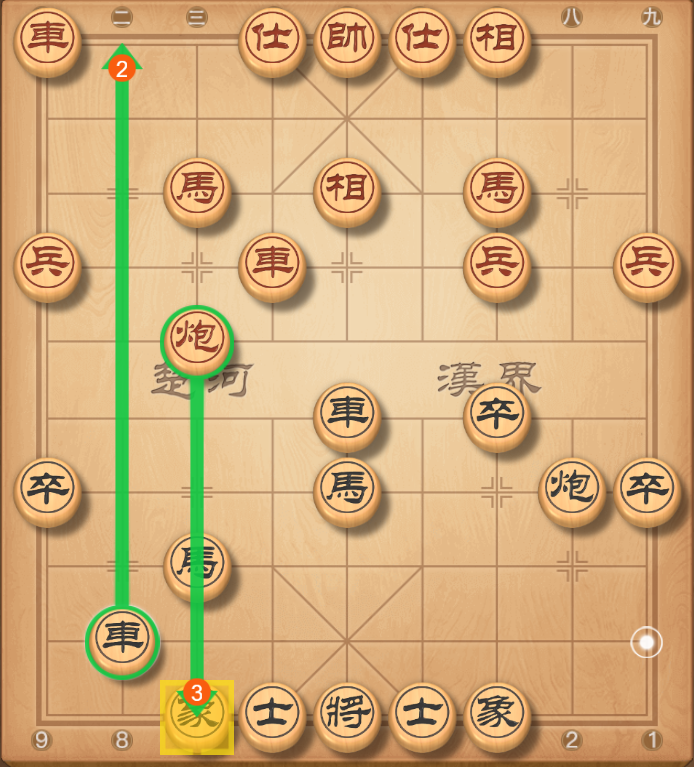 二 三 八 九
車 仕 帥 仕 相
2
馬 相 馬
兵 車 兵 兵
炮
楚河 漢界
車 卒
卒 馬 炮 卒
馬
車
3
象 士 將 士 象
9 8 2 1